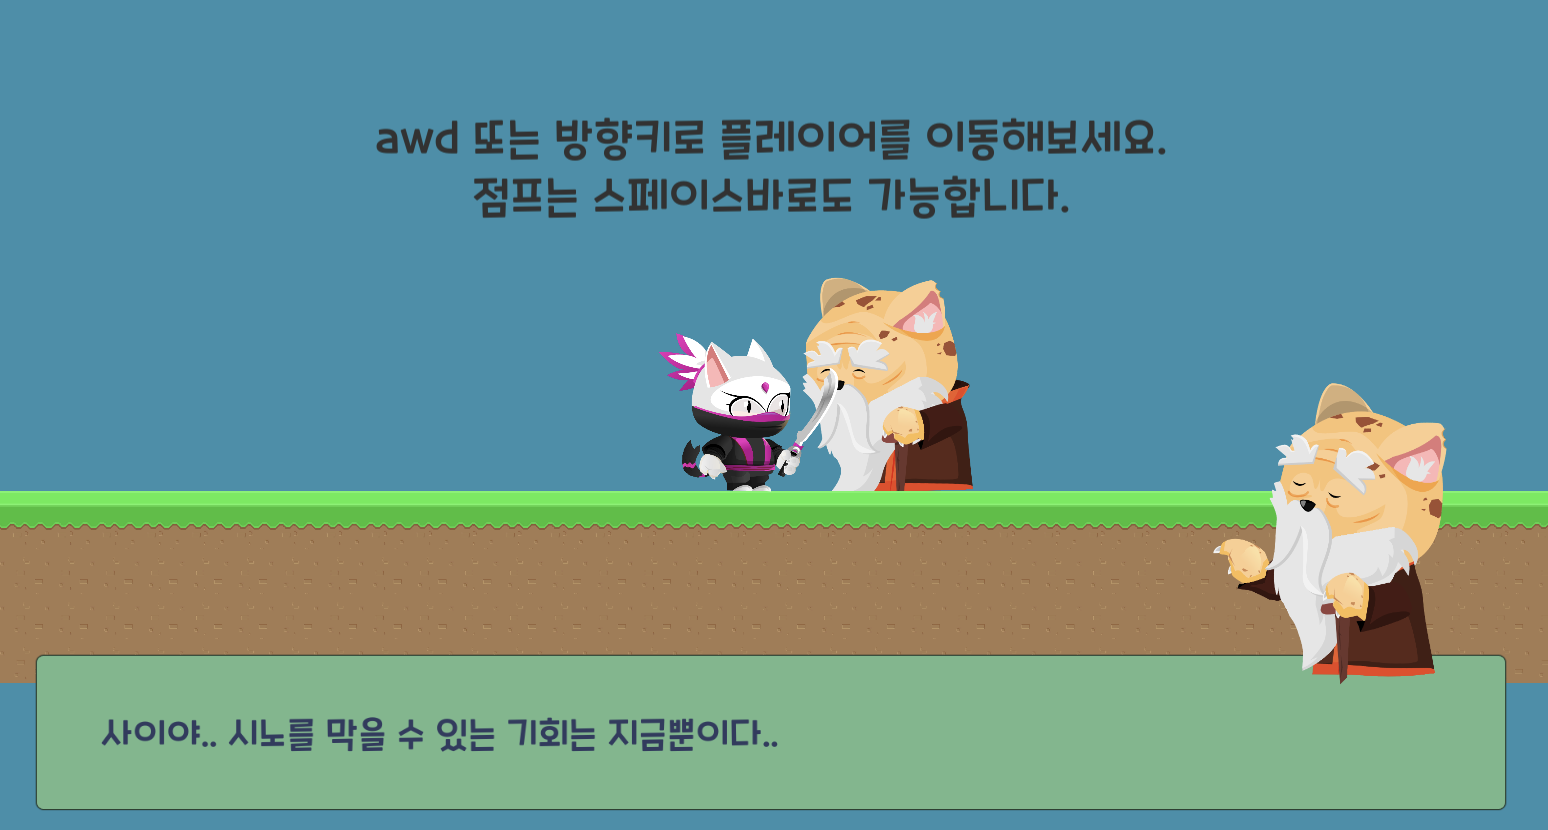 awd 또는 방향키로 플레이어를 이동해보세요.
점프는 스페이스바로도 가능합니다.
사이야.. 시노를 막을 수 있는 기회는 지금뿐이다..